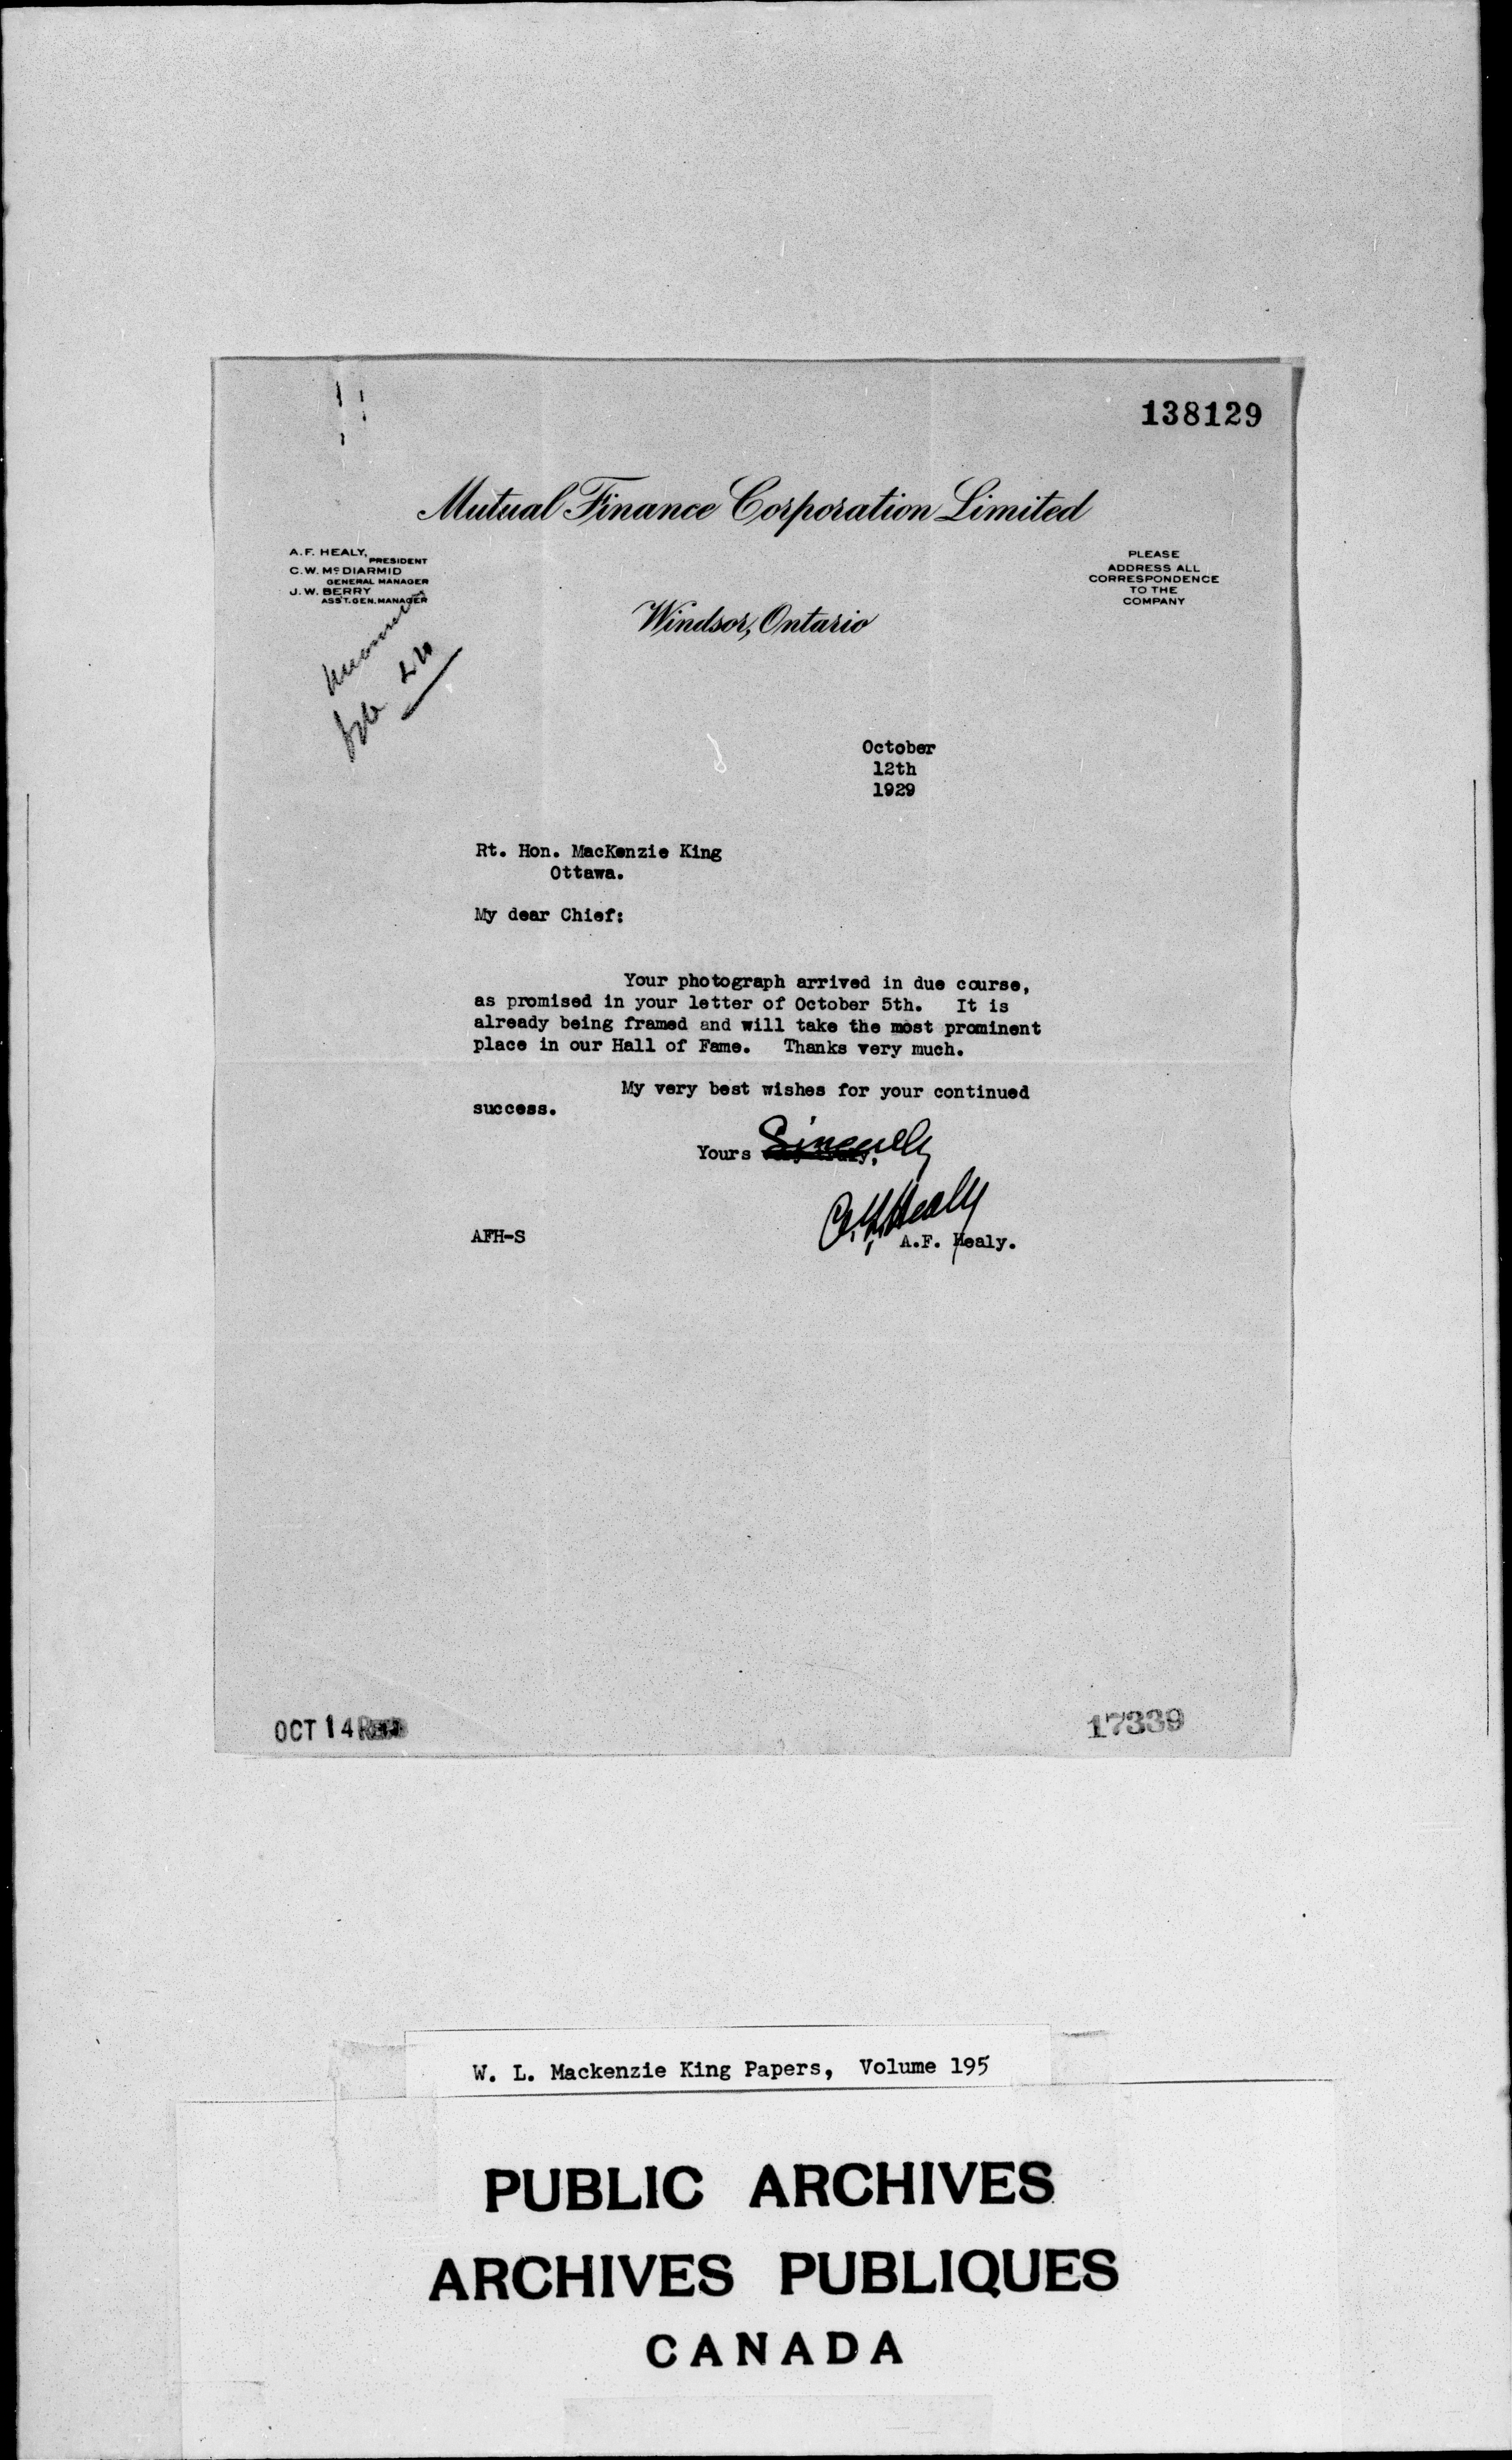 138129
Mutual Finance Corporation Limited
A.F. HEALY,
PRESIDENT
C.W. McDIARMID
GENERAL MANAGER
J.W. BERRY
ASS'T. GEN. MANAGER
PLEASE
ADDRESS ALL
CORRESPONDENCE
TO THE
COMPANY
Windsor, Ontario
October
12th
1929
Rt. Hon. MacKenzie King
Ottawa.
My dear Chief:
Your photograph arrived in due course,
as promised in your letter of October 5th. It is
already being framed and will take the most prominent
place in our Hall of Fame. Thanks very much.
My very best wishes for your continued
success.
Yours Sincerely
A.F. Healy
AFH-S
A.F. Healy.
OCT 14 REC'D
17339
W. L. Mackenzie King Papers, Volume 195
PUBLIC ARCHIVES
ARCHIVES PUBLIQUES
CANADA